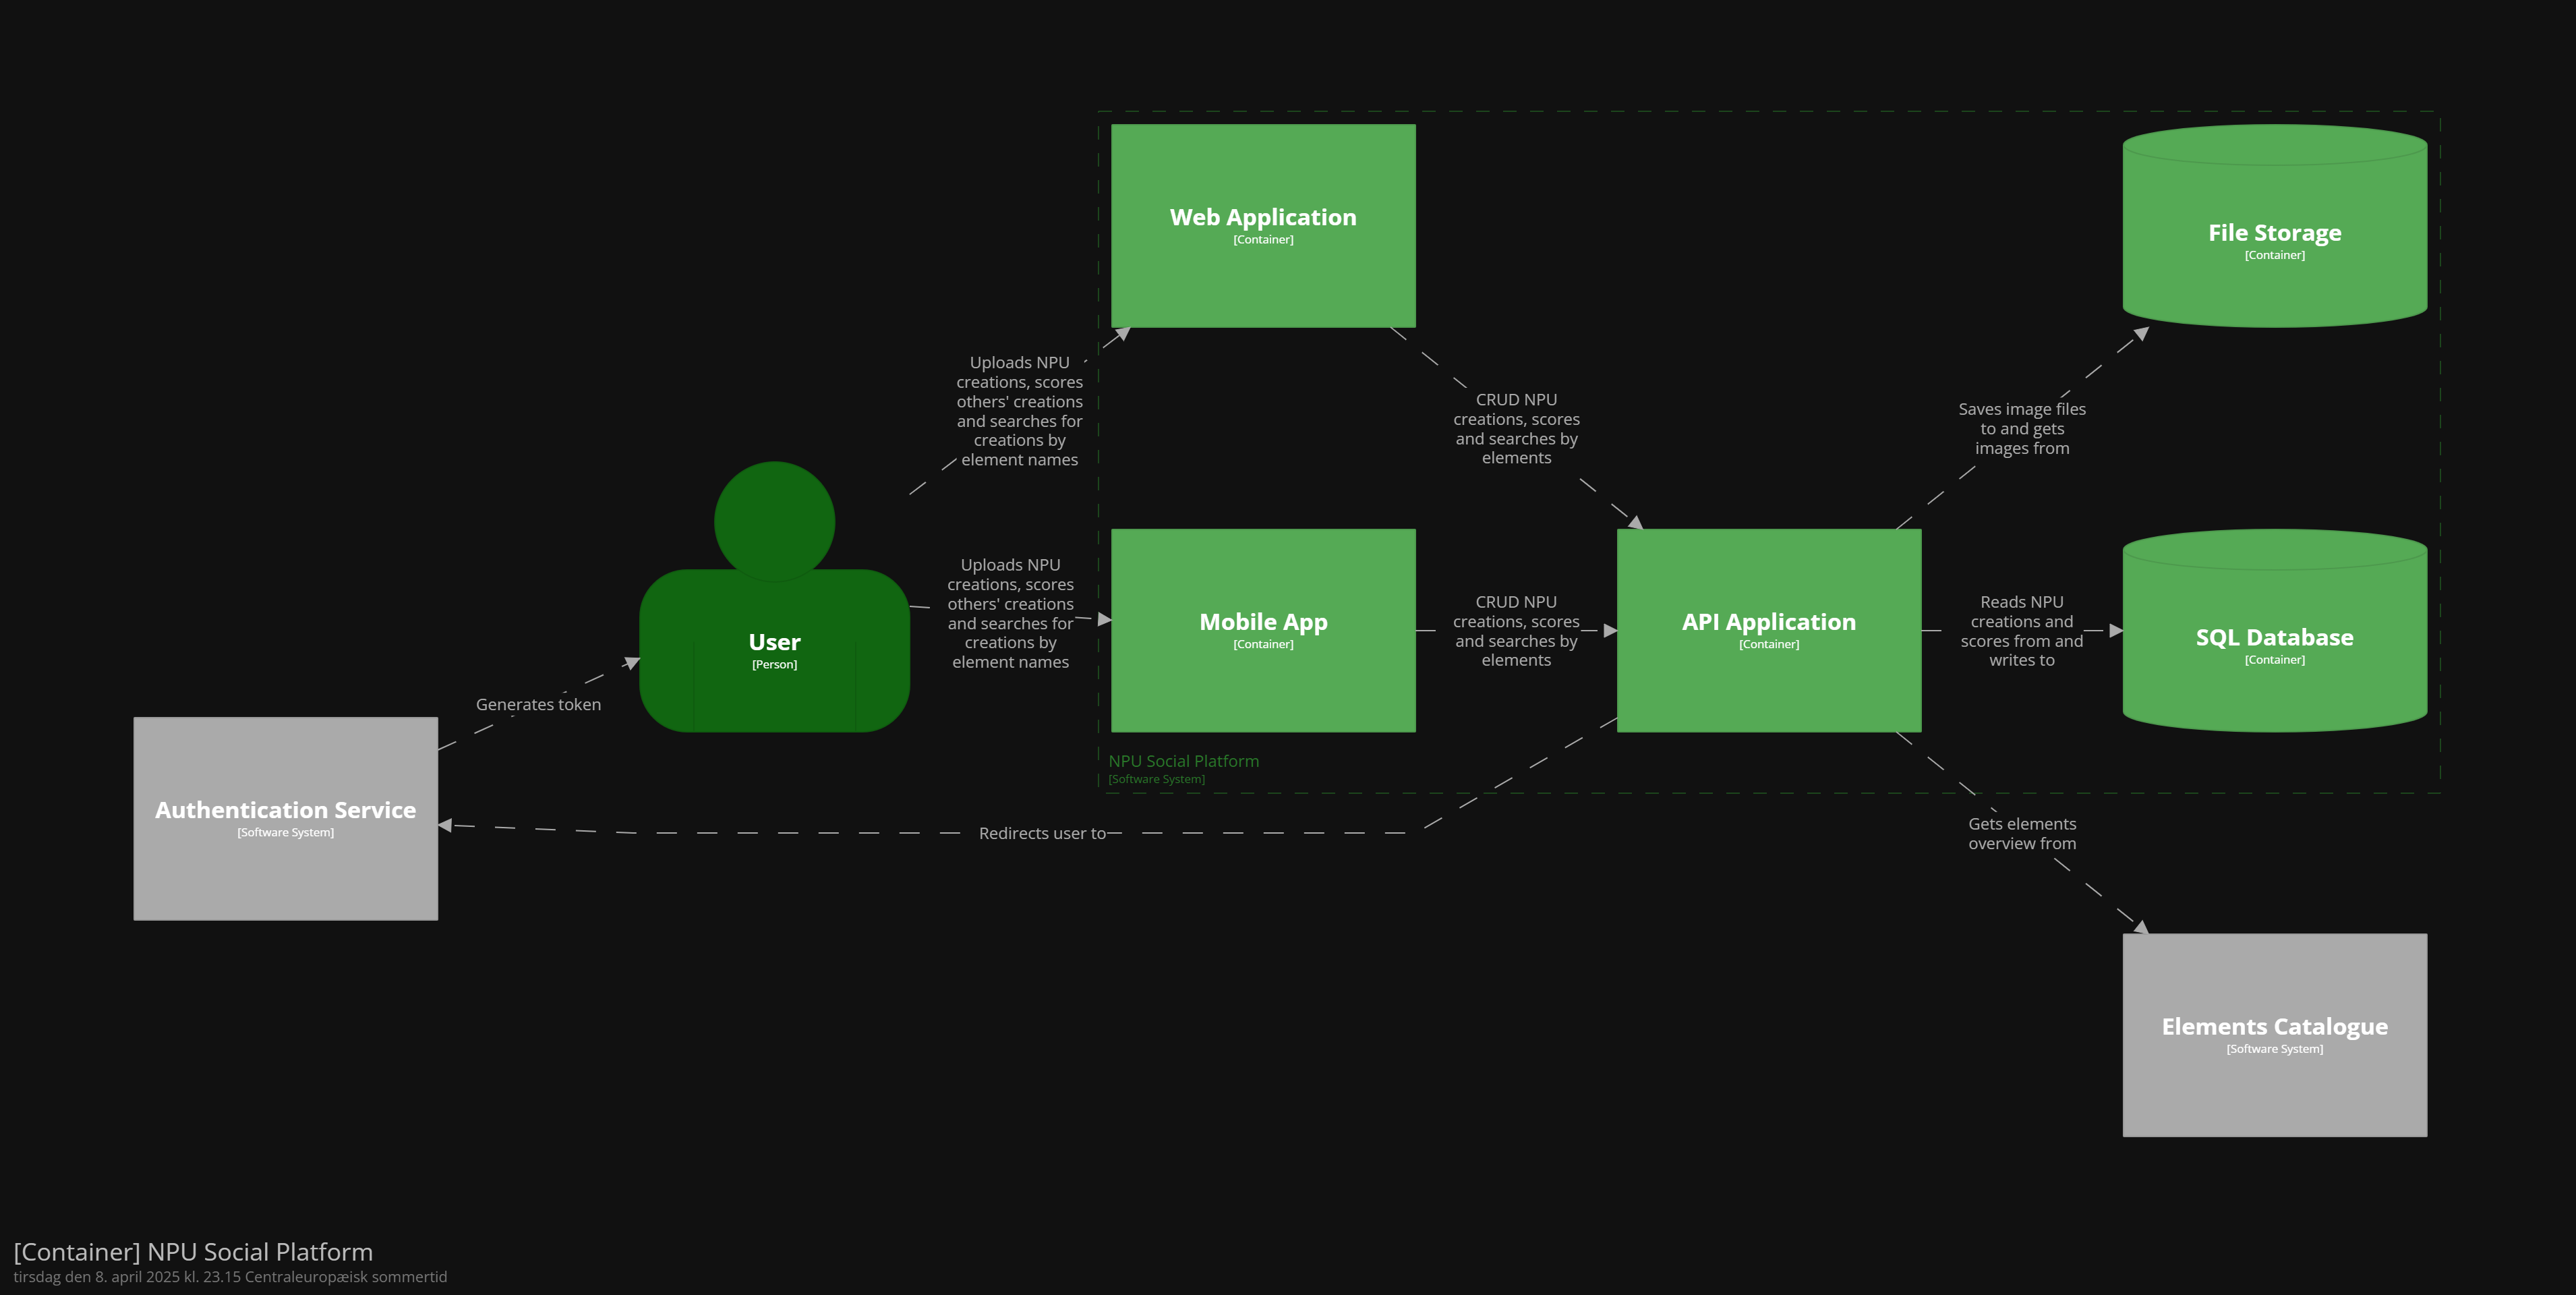 Web Application
[Container]
File Storage
[Container]
Uploads NPU
creations, scores
others' creations
and searches for
creations by
element names
CRUD NPU
creations, scores
and searches by
elements
Saves image files
to and gets
images from
User
[Person]
Uploads NPU
creations, scores
others' creations
and searches for
creations by
element names
Mobile App
[Container]
CRUD NPU
creations, scores
and searches by
elements
API Application
[Container]
Reads NPU
creations and
scores from and
writes to
SQL Database
[Container]
Generates token
NPU Social Platform
[Software System]
Authentication Service
[Software System]
Redirects user to
Gets elements
overview from
Elements Catalogue
[Software System]
[Container] NPU Social Platform
tirsdag den 8. april 2025 kl. 23.15 Centraleuropæisk sommertid